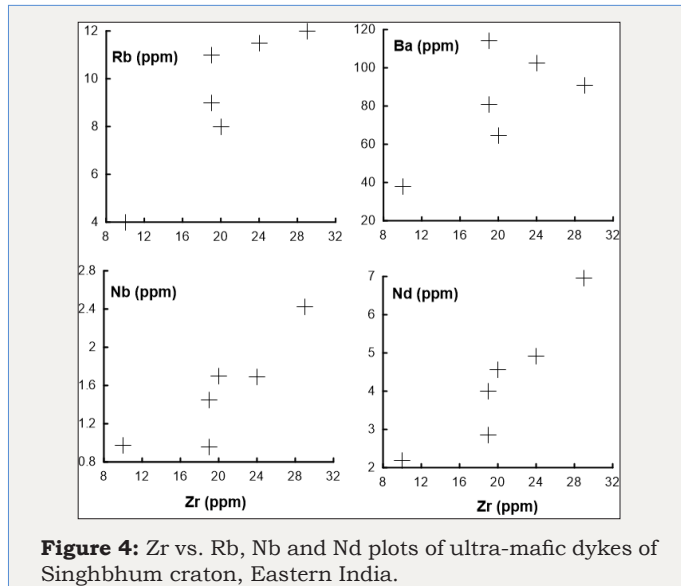 12
Rb (ppm)
10
8
6
4
8 12 16 20 24 28 32
120
Ba (ppm)
100
80
60
40
20
8 12 16 20 24 28 32
2.8
Nb (ppm)
2.4
2
1.6
1.2
0.8
8 12 16 20 24 28 32
Zr (ppm)
7
Nd (ppm)
6
5
4
3
2
8 12 16 20 24 28 32
Zr (ppm)
Figure 4: Zr vs. Rb, Nb and Nd plots of ultra-mafic dykes of
Singhbhum craton, Eastern India.